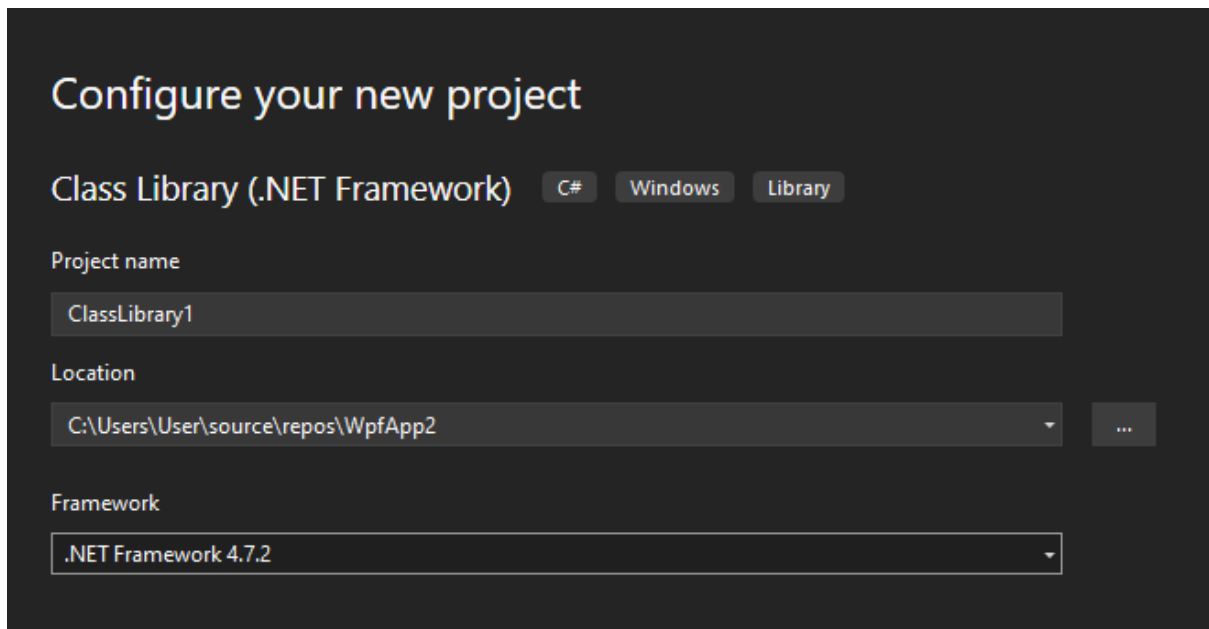 Configure your new project
Class Library (.NET Framework) C# Windows Library
Project name
ClassLibrary1
Location
C:\Users\User\source\repos\WpfApp2
...
Framework
.NET Framework 4.7.2